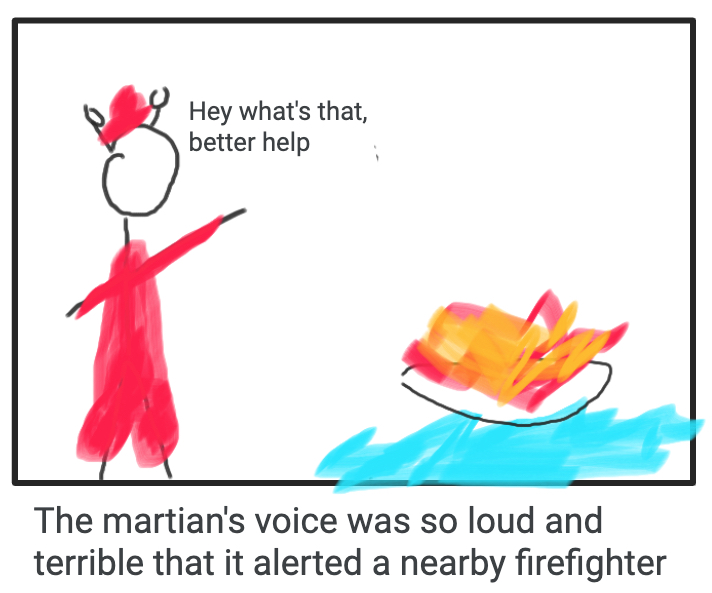 Hey what's that,
better help
The martian's voice was so loud and
terrible that it alerted a nearby firefighter